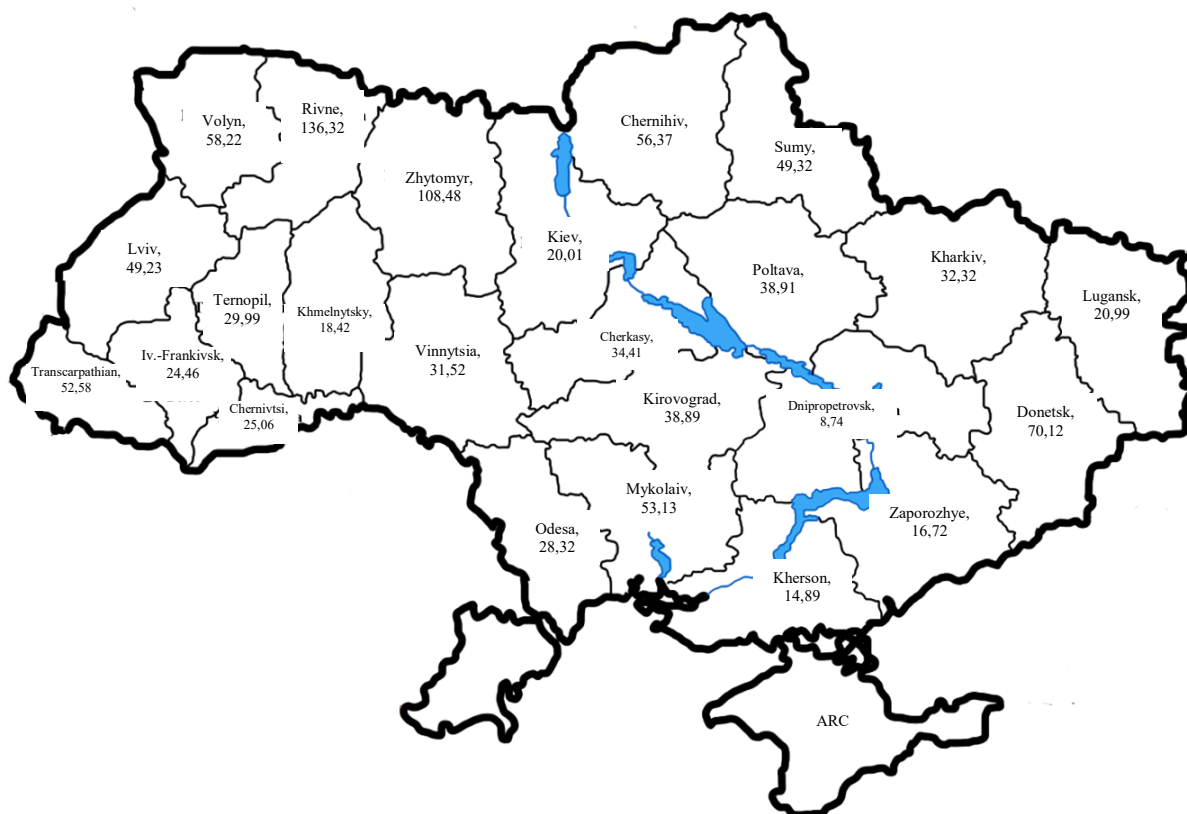 Volyn,
58,22
Rivne,
136,32
Zhytomyr,
108,48
Chernihiv,
56,37
Sumy,
49,32
Kiev,
20,01
Lviv,
49,23
Ternopil,
29,99
Khmelnytsky,
18,42
Poltava,
38,91
Kharkiv,
32,32
Lugansk,
20,99
Cherkasy,
34,41
Vinnytsia,
31,52
Iv.-Frankivsk,
24,46
Transcarpathian,
52,58
Chernivtsi,
25,06
Kirovograd,
38,89
Dnipropetrovsk,
8,74
Donetsk,
70,12
Mykolaiv,
53,13
Odesa,
28,32
Zaporozhye,
16,72
Kherson,
14,89
ARC